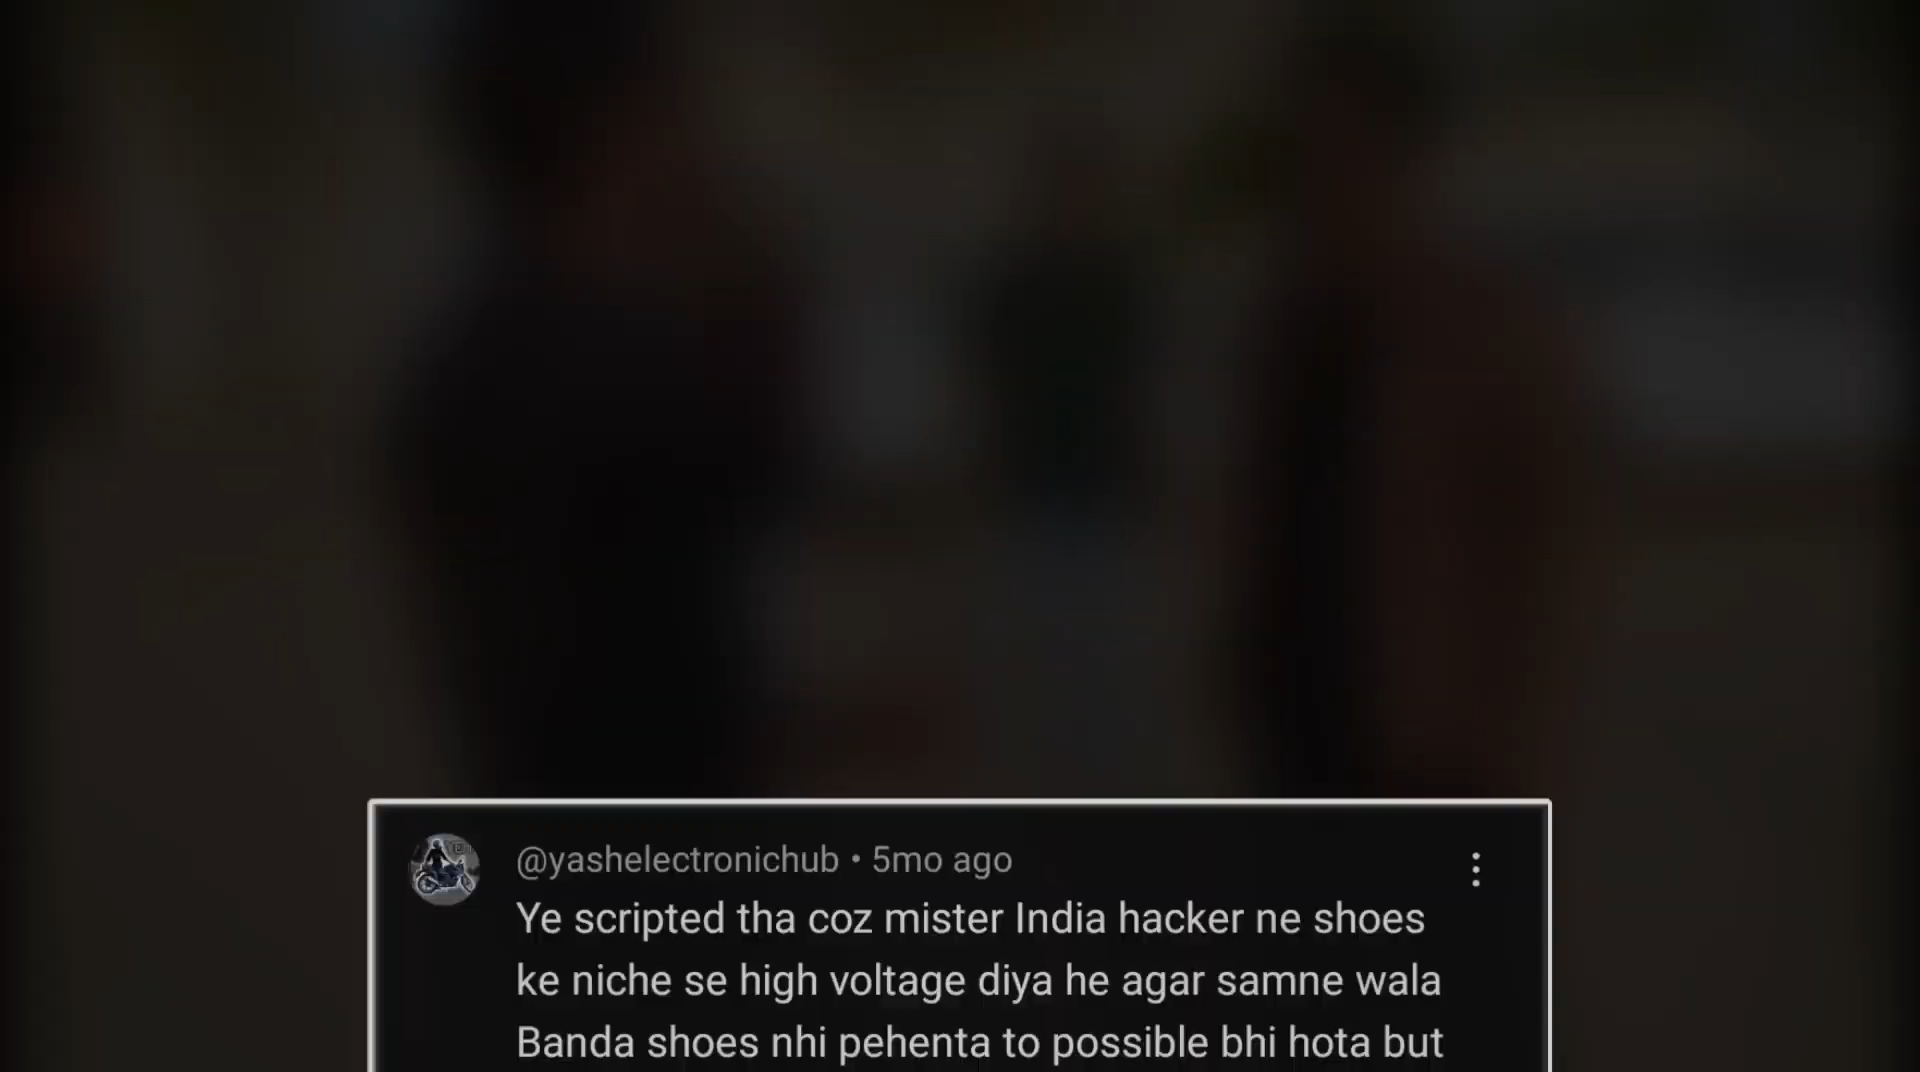 @yashelectronichub • 5mo ago
Ye scripted tha coz mister India hacker ne shoes
ke niche se high voltage diya he agar samne wala
Banda shoes nhi pehenta to possible bhi hota but